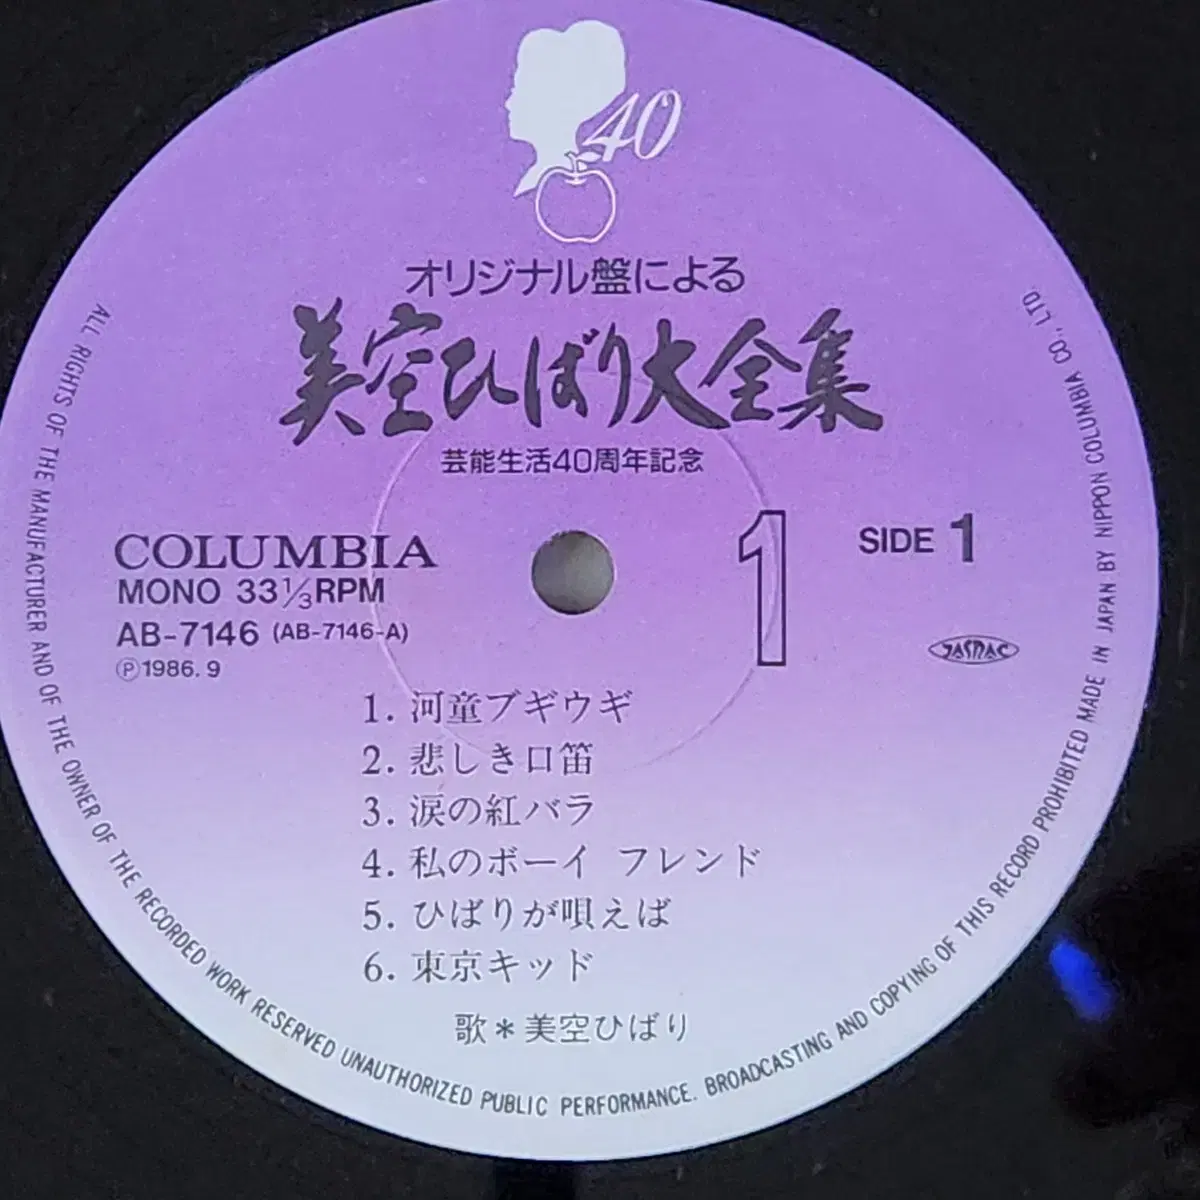 40
オリジナル盤による
美空ひばり大全集
芸能生活40周年記念
COLUMBIA
MONO 33 1/3 RPM
AB-7146 (AB-7146-A)
Ⓟ1986.9
1
SIDE 1
JASRAC
1. 河童ブギウギ
2. 悲しき口笛
3. 涙の紅バラ
4. 私のボーイ フレンド
5. ひばりが唄えば
6. 東京キッド
歌＊美空ひばり
ALL RIGHTS OF THE MANUFACTURER AND OF THE OWNER OF THE RECORDED WORK RESERVED UNAUTHORIZED PUBLIC PERFORMANCE. BROADCASTING AND COPYING OF THIS RECORD PROHIBITED MADE IN JAPAN BY NIPPON COLUMBIA CO., LTD.